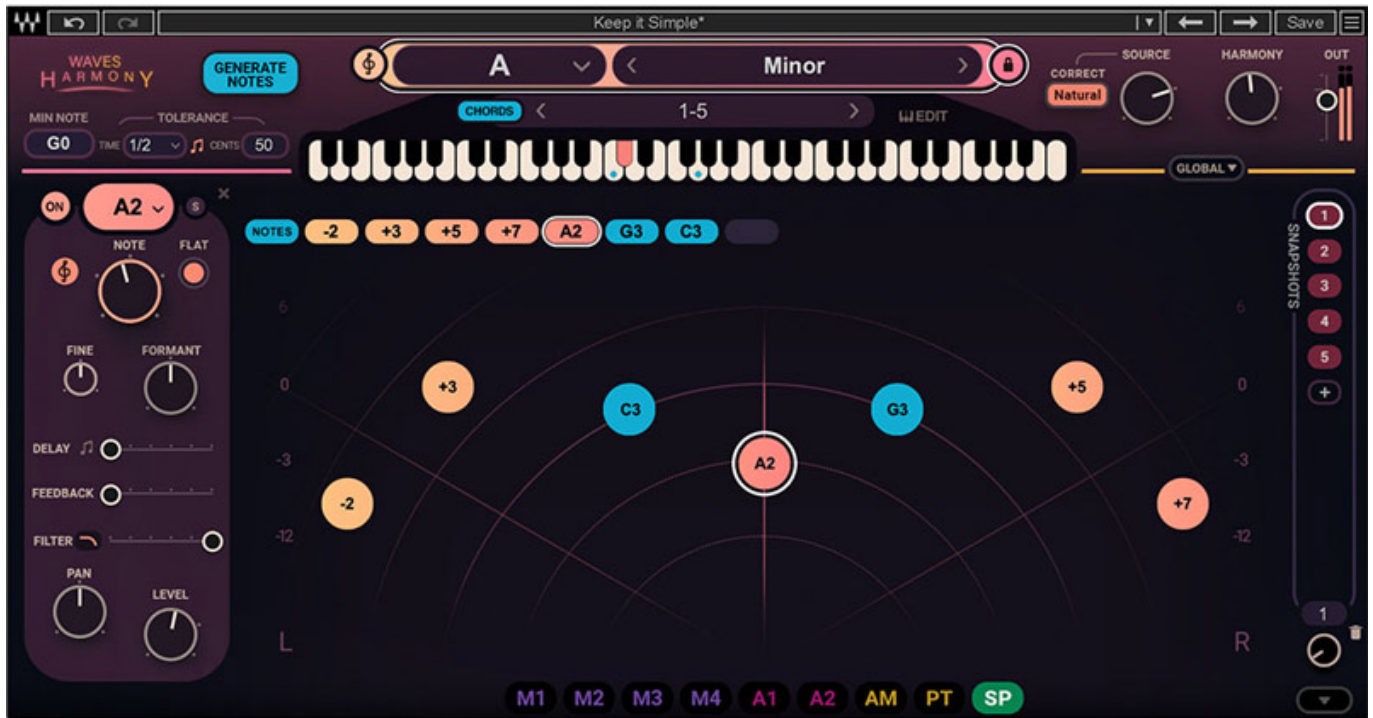 Keep it Simple*
Save
WAVES
HARMONY
GENERATE
NOTES
A
Minor
CORRECT
Natural
SOURCE
HARMONY
OUT
CHORDS
1-5
EDIT
MIN NOTE
TOLERANCE
G0
TIME
1/2
CENTS
50
GLOBAL
ON
A2
S
NOTE
FLAT
NOTES
-2
+3
+5
+7
A2
G3
C3
SNAPSHOTS
1
2
3
4
5
+
6
6
FINE
FORMANT
0
+3
C3
G3
+5
0
DELAY
-3
A2
-3
FEEDBACK
-2
+7
FILTER
-12
-12
PAN
LEVEL
L
R
1
M1
M2
M3
M4
A1
A2
AM
PT
SP